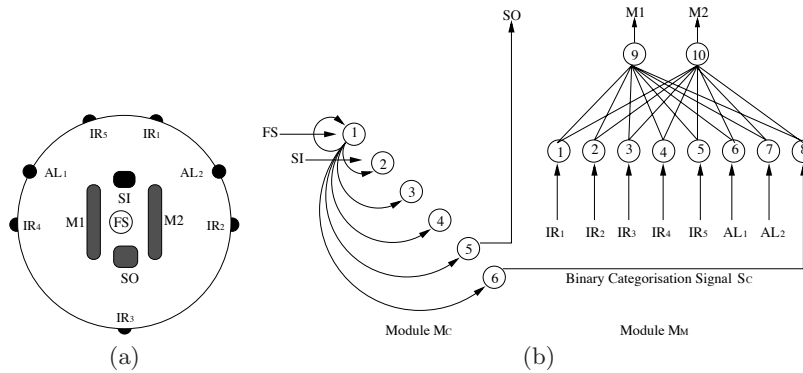 IR5 IR1
AL1 AL2
SI
M1 FS M2
IR4 IR2
SO
IR3
(a)
SO M1 M2
9 10
FS 1
SI 2
3
4
5
6
1 2 3 4 5 6 7 8
IR1 IR2 IR3 IR4 IR5 AL1 AL2
Binary Categorisation Signal SC
Module MC Module MM
(b)